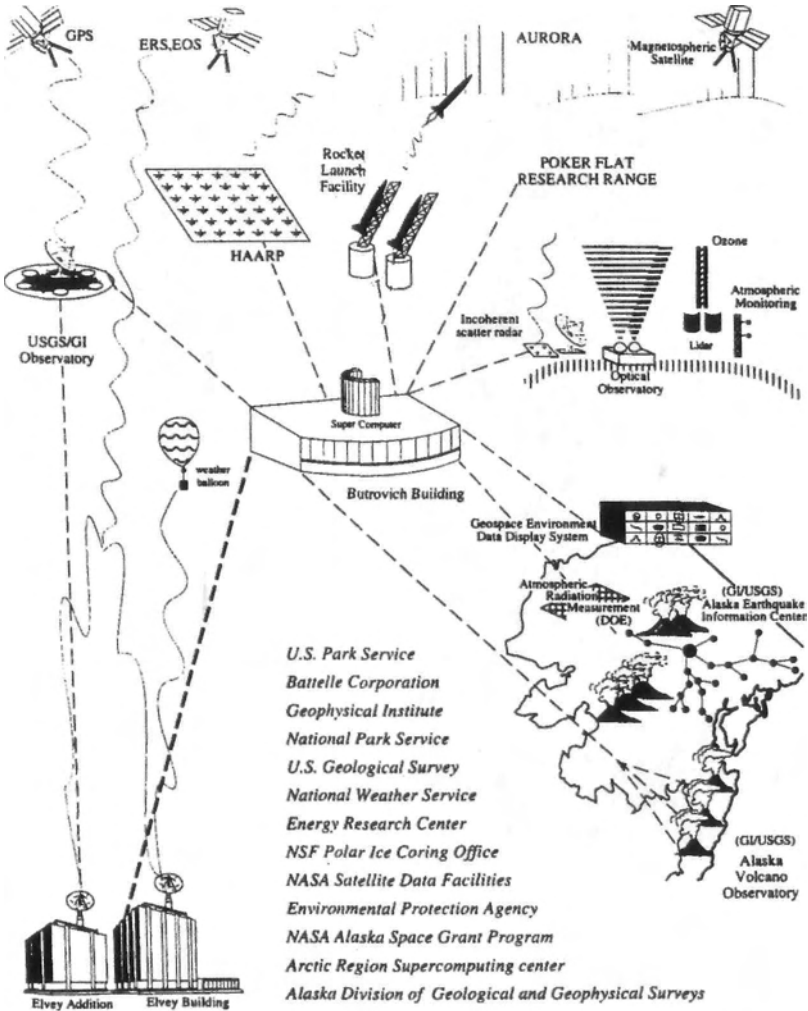 GPS
ERS,EOS
AURORA
Magnetospheric
Satellite
Rocket
Launch
Facility
POKER FLAT
RESEARCH RANGE
HAARP
Ozone
Atmospheric
Monitoring
Incoherent
scatter radar
Lidar
Optical
Observatory
USGS/GI
Observatory
Super Computer
weather
balloon
Butrovich Building
Geospace Environment
Data Display System
Atmospheric
Radiation
Measurement
(DOE)
(GI/USGS)
Alaska Earthquake
Information Center
U.S. Park Service
Battelle Corporation
Geophysical Institute
National Park Service
U.S. Geological Survey
National Weather Service
Energy Research Center
NSF Polar Ice Coring Office
NASA Satellite Data Facilities
Environmental Protection Agency
NASA Alaska Space Grant Program
Arctic Region Supercomputing center
Alaska Division of Geological and Geophysical Surveys
(GI/USGS)
Alaska
Volcano
Observatory
Elvey Addition
Elvey Building